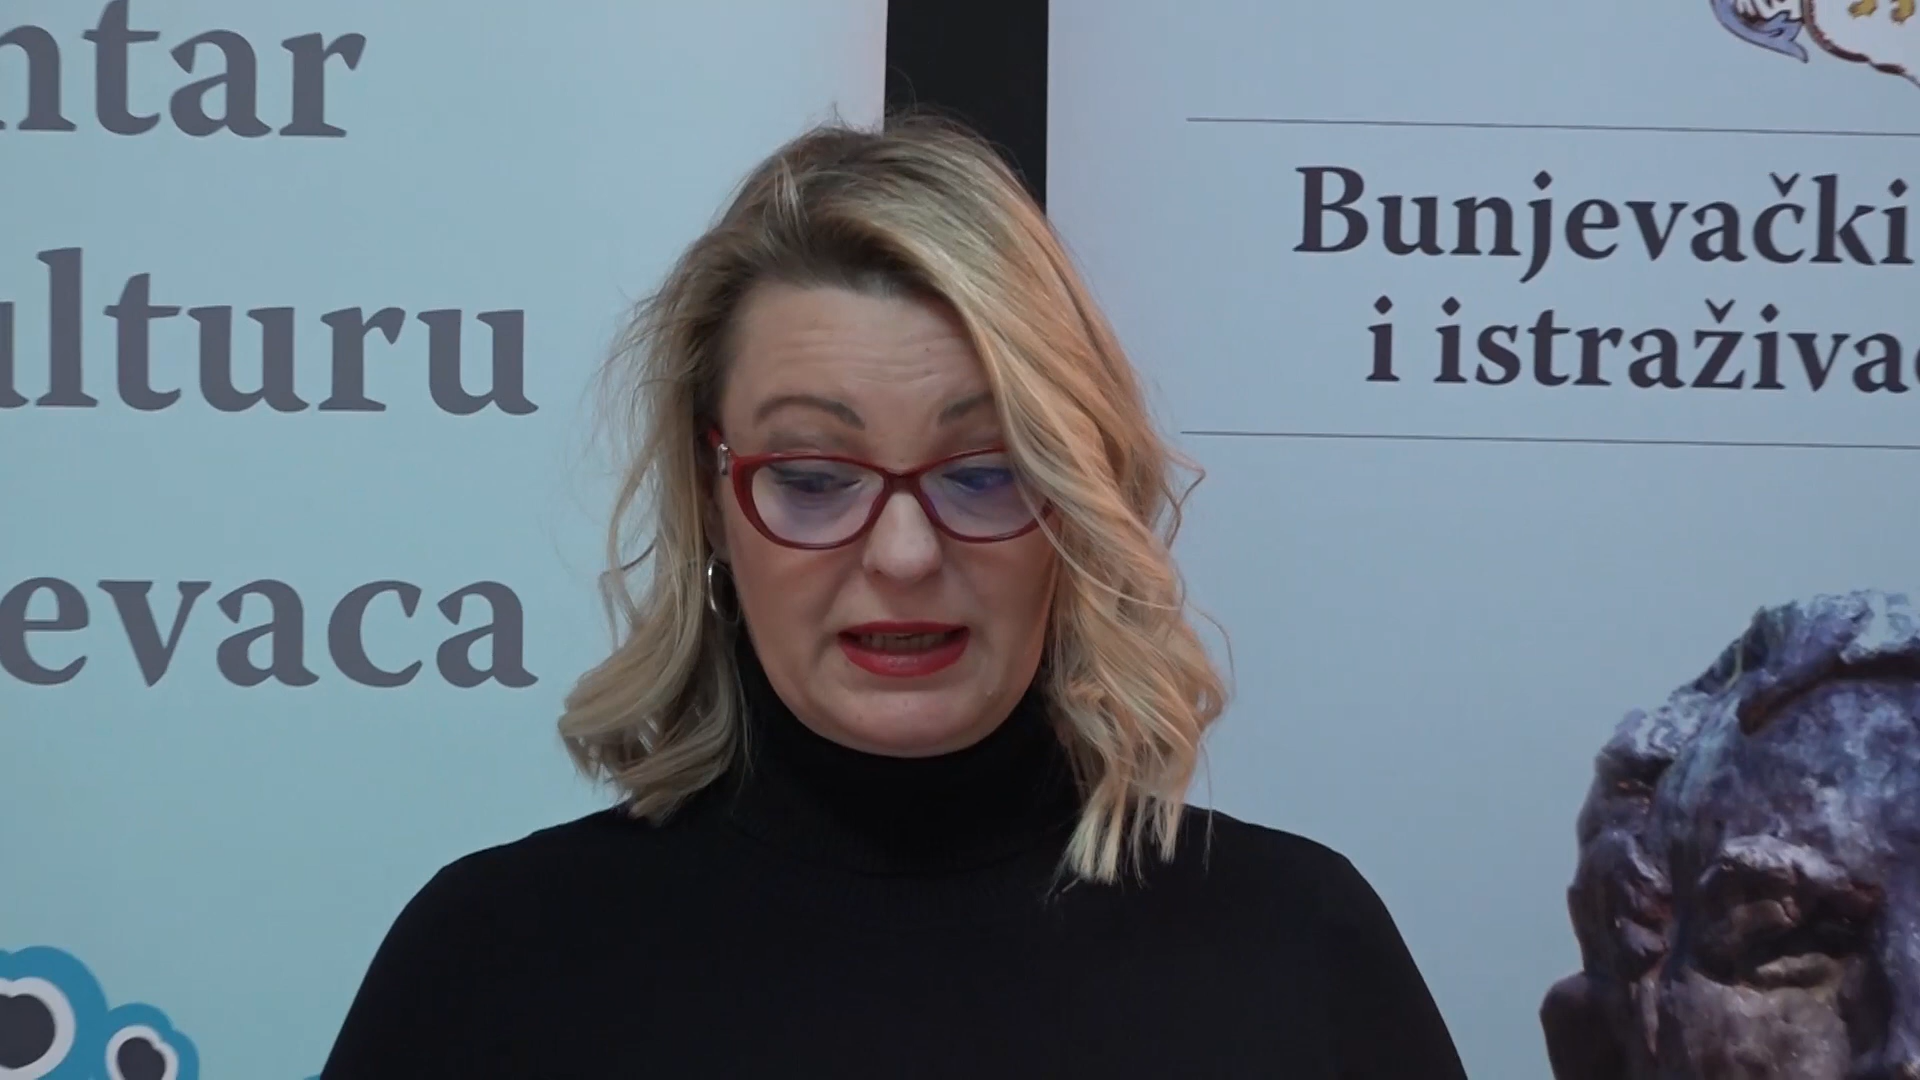 ntar
ulturu
evaca
Bunjevački
i istraživa